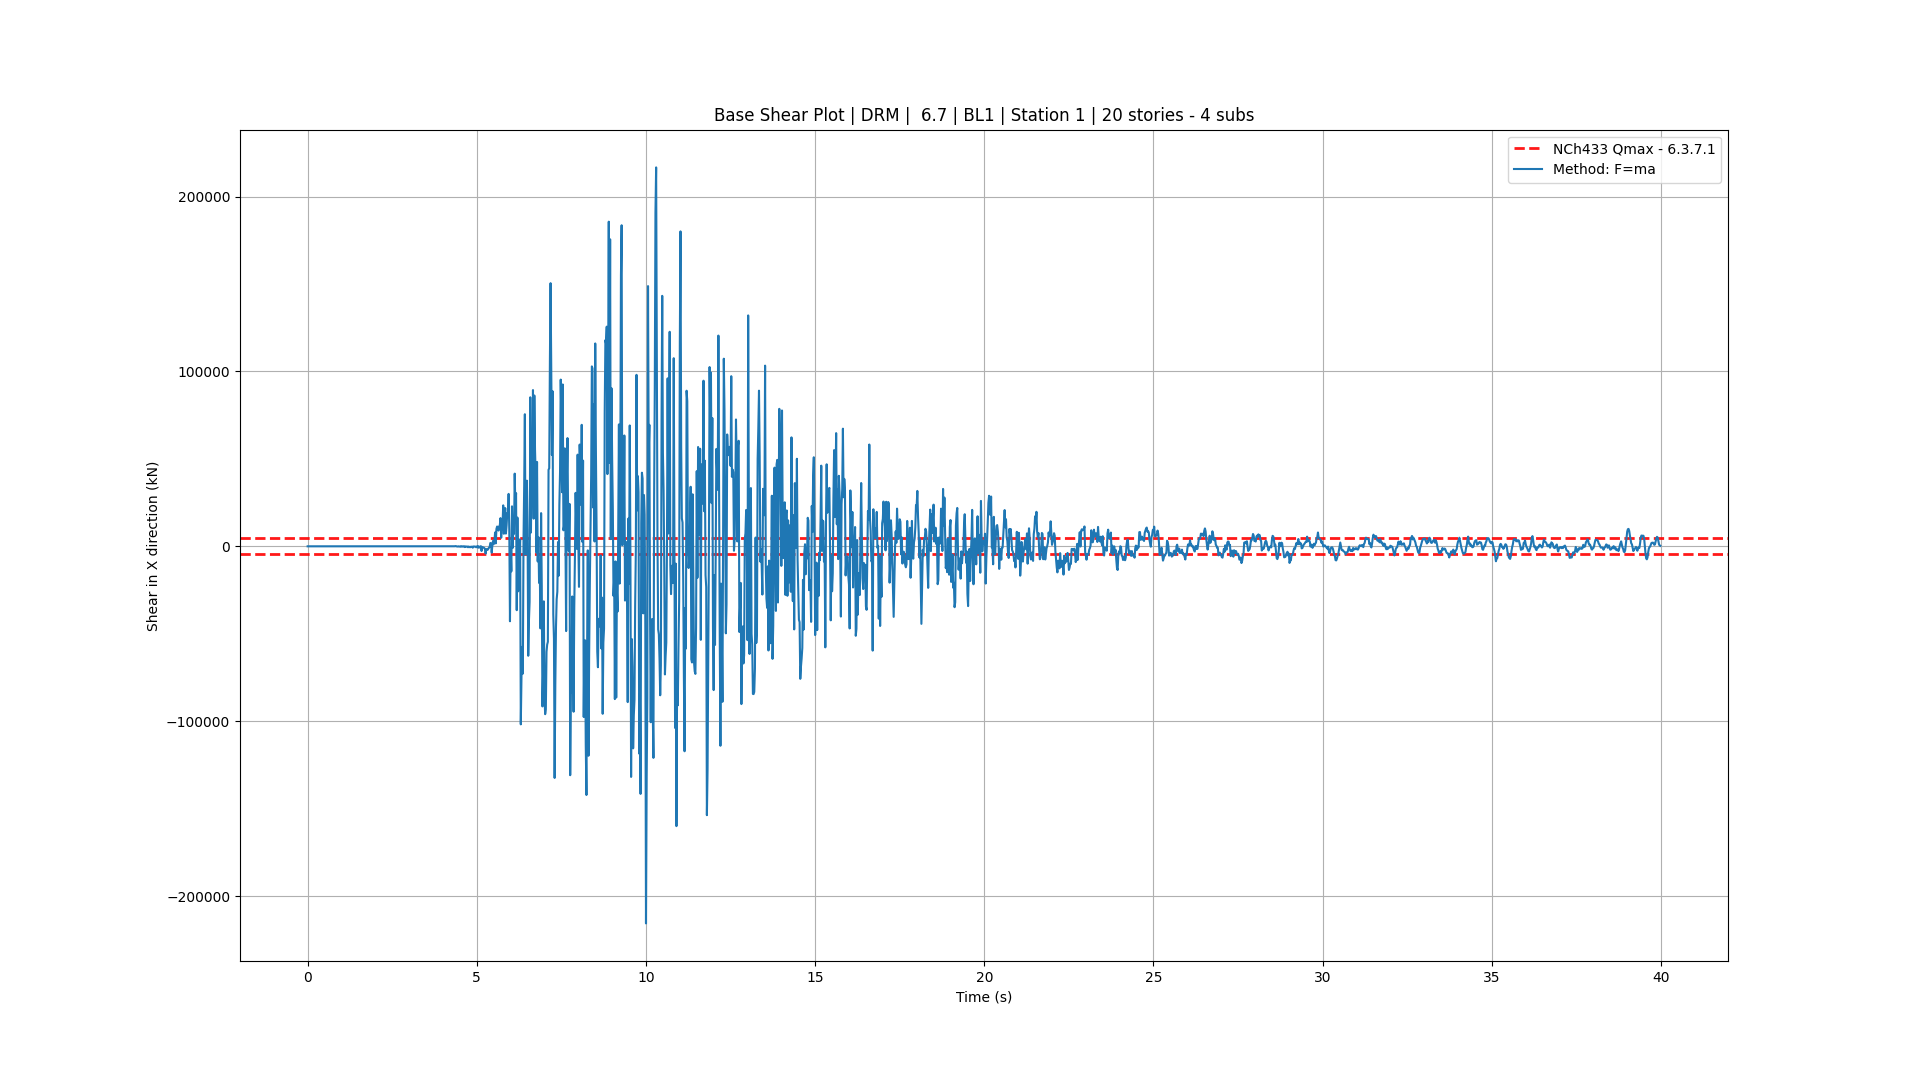 Base Shear Plot | DRM |  6.7 | BL1 | Station 1 | 20 stories - 4 subs
NCh433 Qmax - 6.3.7.1
Method: F=ma
Shear in X direction (kN)
200000
100000
0
−100000
−200000
0 5 10 15 20 25 30 35 40
Time (s)